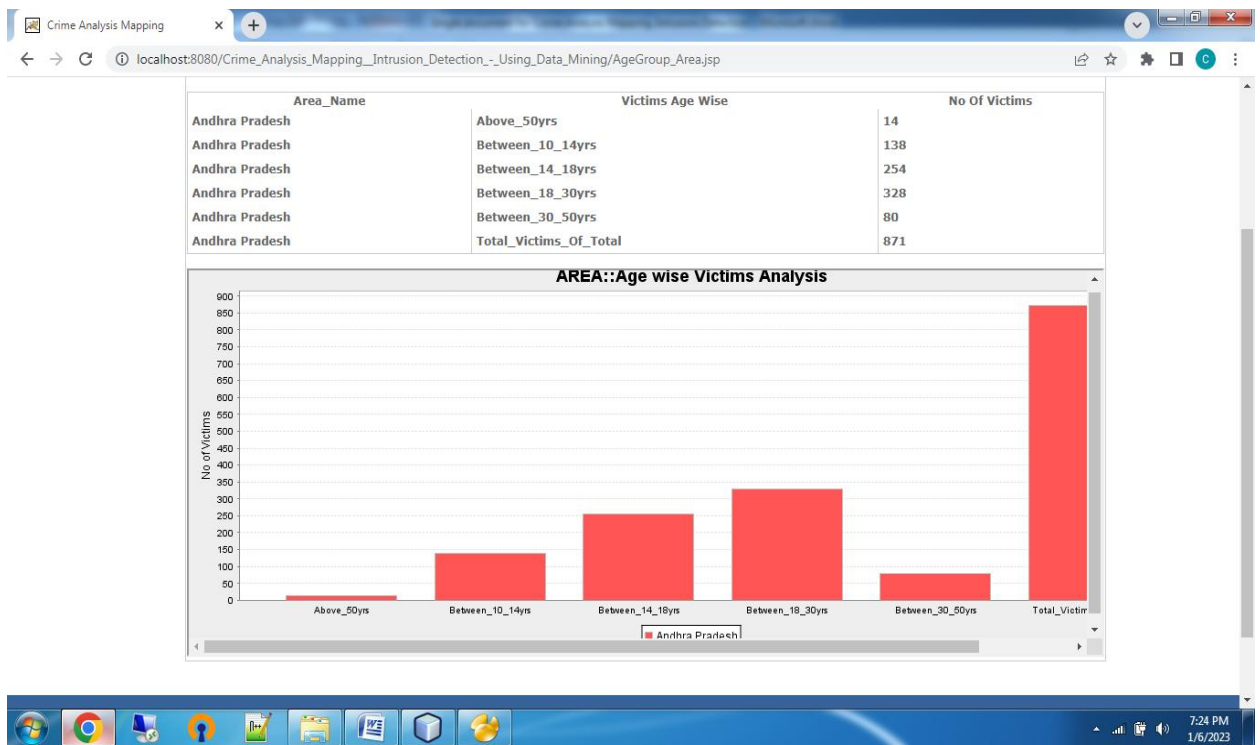 Crime Analysis Mapping
localhost:8080/Crime_Analysis_Mapping__Intrusion_Detection_-_Using_Data_Mining/AgeGroup_Area.jsp
C
Area_Name Victims Age Wise No Of Victims
Andhra Pradesh Above_50yrs 14
Andhra Pradesh Between_10_14yrs 138
Andhra Pradesh Between_14_18yrs 254
Andhra Pradesh Between_18_30yrs 328
Andhra Pradesh Between_30_50yrs 80
Andhra Pradesh Total_Victims_Of_Total 871
AREA::Age wise Victims Analysis
No of Victims
900
850
800
750
700
650
600
550
500
450
400
350
300
250
200
150
100
50
0
Above_50yrs Between_10_14yrs Between_14_18yrs Between_18_30yrs Between_30_50yrs Total_Victim
Andhra Pradesh
7:24 PM
1/6/2023